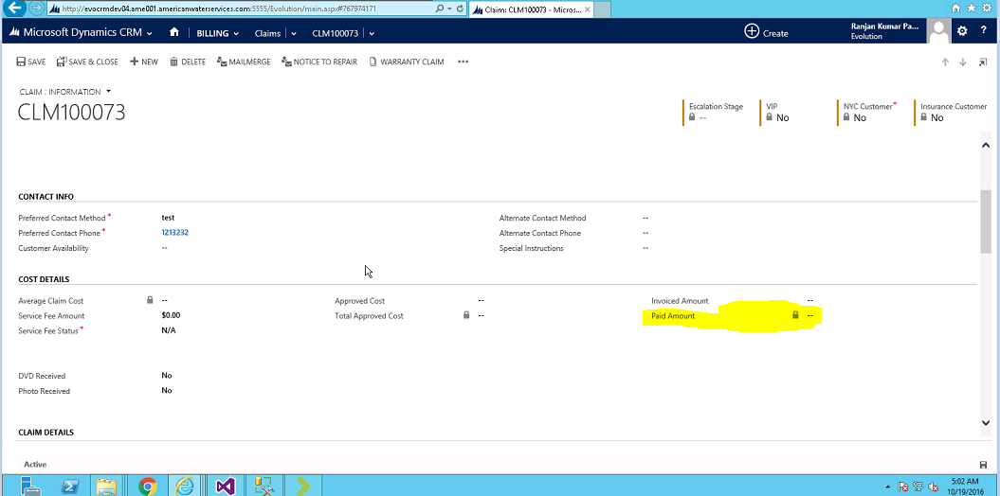 http://evocrmdev04.ame001.americanwaterservices.com:5555/Evolution/main.aspx#767974171
Claim: CLM100073 - Micros...
Microsoft Dynamics CRM
BILLING
Claims
CLM100073
Create
Ranjan Kumar Pa...
Evolution
?
SAVE
SAVE & CLOSE
NEW
DELETE
MAILMERGE
NOTICE TO REPAIR
WARRANTY CLAIM
CLAIM : INFORMATION
CLM100073
Escalation Stage
--
VIP
No
NYC Customer*
No
Insurance Customer
No
CONTACT INFO
Preferred Contact Method * test
Alternate Contact Method --
Preferred Contact Phone * 1213232
Alternate Contact Phone --
Customer Availability --
Special Instructions --
COST DETAILS
Average Claim Cost --
Approved Cost --
Invoiced Amount --
Service Fee Amount $0.00
Total Approved Cost --
Paid Amount --
Service Fee Status * N/A
DVD Received No
Photo Received No
CLAIM DETAILS
Active
5:02 AM
10/19/2016